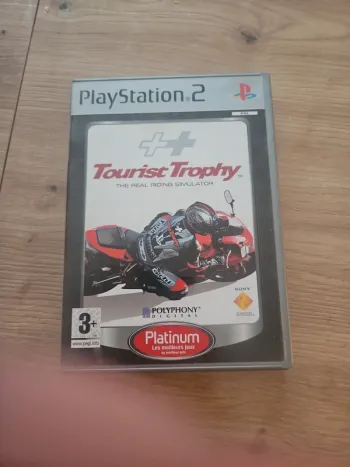 PlayStation 2
Tourist Trophy
THE REAL RIDING SIMULATOR
SONY
POLYPHONY
DIGITAL
3+
www.pegi.info
Platinum
Les meilleurs jeux